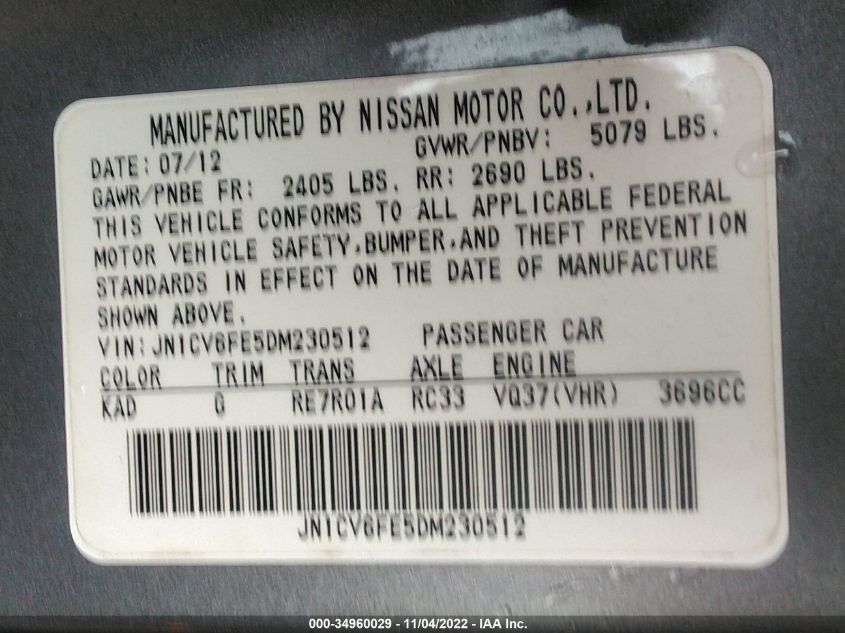 MANUFACTURED BY NISSAN MOTOR CO.,LTD.
DATE: 07/12 GVWR/PNBV: 5079 LBS.
GAWR/PNBE FR: 2405 LBS. RR: 2690 LBS.
THIS VEHICLE CONFORMS TO ALL APPLICABLE FEDERAL
MOTOR VEHICLE SAFETY,BUMPER,AND THEFT PREVENTION
STANDARDS IN EFFECT ON THE DATE OF MANUFACTURE
SHOWN ABOVE.
VIN: JN1CV6FE5DM230512 PASSENGER CAR
COLOR TRIM TRANS AXLE ENGINE
KAD G RE7R01A RC33 VQ37(VHR) 3696CC
JN1CV6FE5DM230512
000-34960029 - 11/04/2022 - IAA Inc.